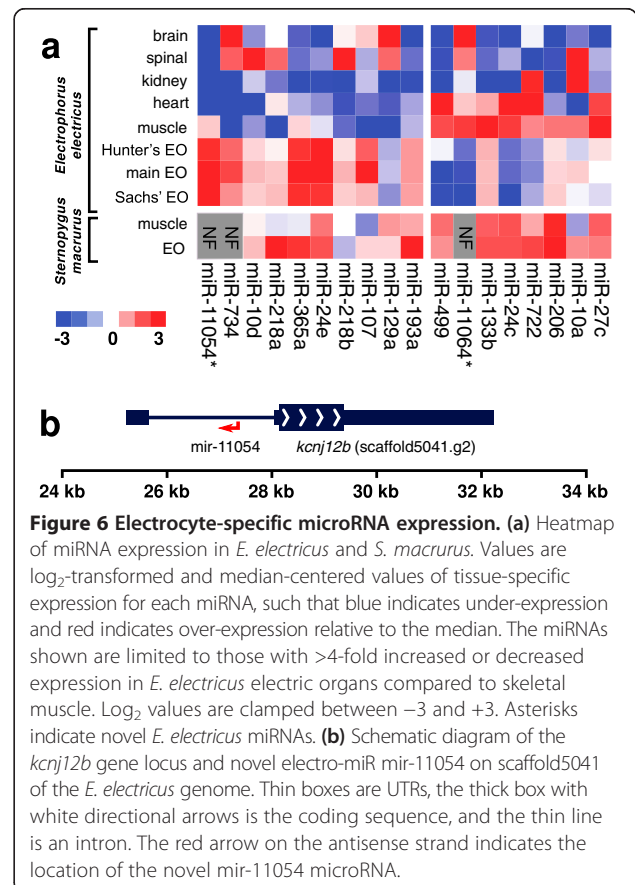 a
Electrophorus electricus
brain
spinal
kidney
heart
muscle
Hunter's EO
main EO
Sachs' EO
Sternopygus macrurus
muscle
EO
NF
NF
NF
miR-11054*
miR-734
miR-10d
miR-218a
miR-365a
miR-24e
miR-218b
miR-107
miR-129a
miR-193a
miR-499
miR-11064*
miR-133b
miR-24c
miR-722
miR-206
miR-10a
miR-27c
-3 0 3
b
mir-11054 kcnj12b (scaffold5041.g2)
24 kb 26 kb 28 kb 30 kb 32 kb 34 kb
Figure 6 Electrocyte-specific microRNA expression. (a) Heatmap
of miRNA expression in E. electricus and S. macrurus. Values are
log2-transformed and median-centered values of tissue-specific
expression for each miRNA, such that blue indicates under-expression
and red indicates over-expression relative to the median. The miRNAs
shown are limited to those with >4-fold increased or decreased
expression in E. electricus electric organs compared to skeletal
muscle. Log2 values are clamped between −3 and +3. Asterisks
indicate novel E. electricus miRNAs. (b) Schematic diagram of the
kcnj12b gene locus and novel electro-miR mir-11054 on scaffold5041
of the E. electricus genome. Thin boxes are UTRs, the thick box with
white directional arrows is the coding sequence, and the thin line
is an intron. The red arrow on the antisense strand indicates the
location of the novel mir-11054 microRNA.